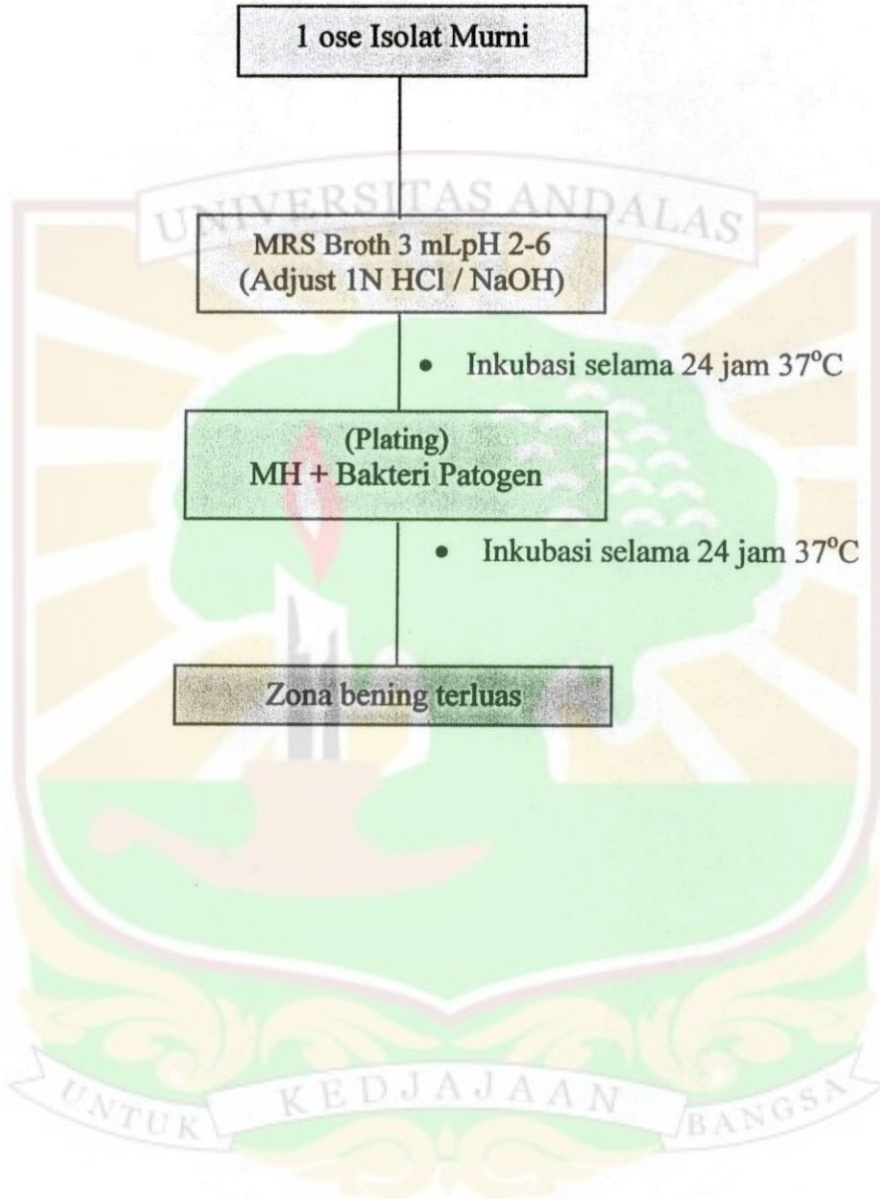 1 ose Isolat Murni
UNIVERSITAS ANDALAS
MRS Broth 3 mLpH 2-6
(Adjust 1N HCl / NaOH)
• Inkubasi selama 24 jam 37°C
(Plating)
MH + Bakteri Patogen
• Inkubasi selama 24 jam 37°C
Zona bening terluas
UNTUK KEDJAJAAN BANGSA